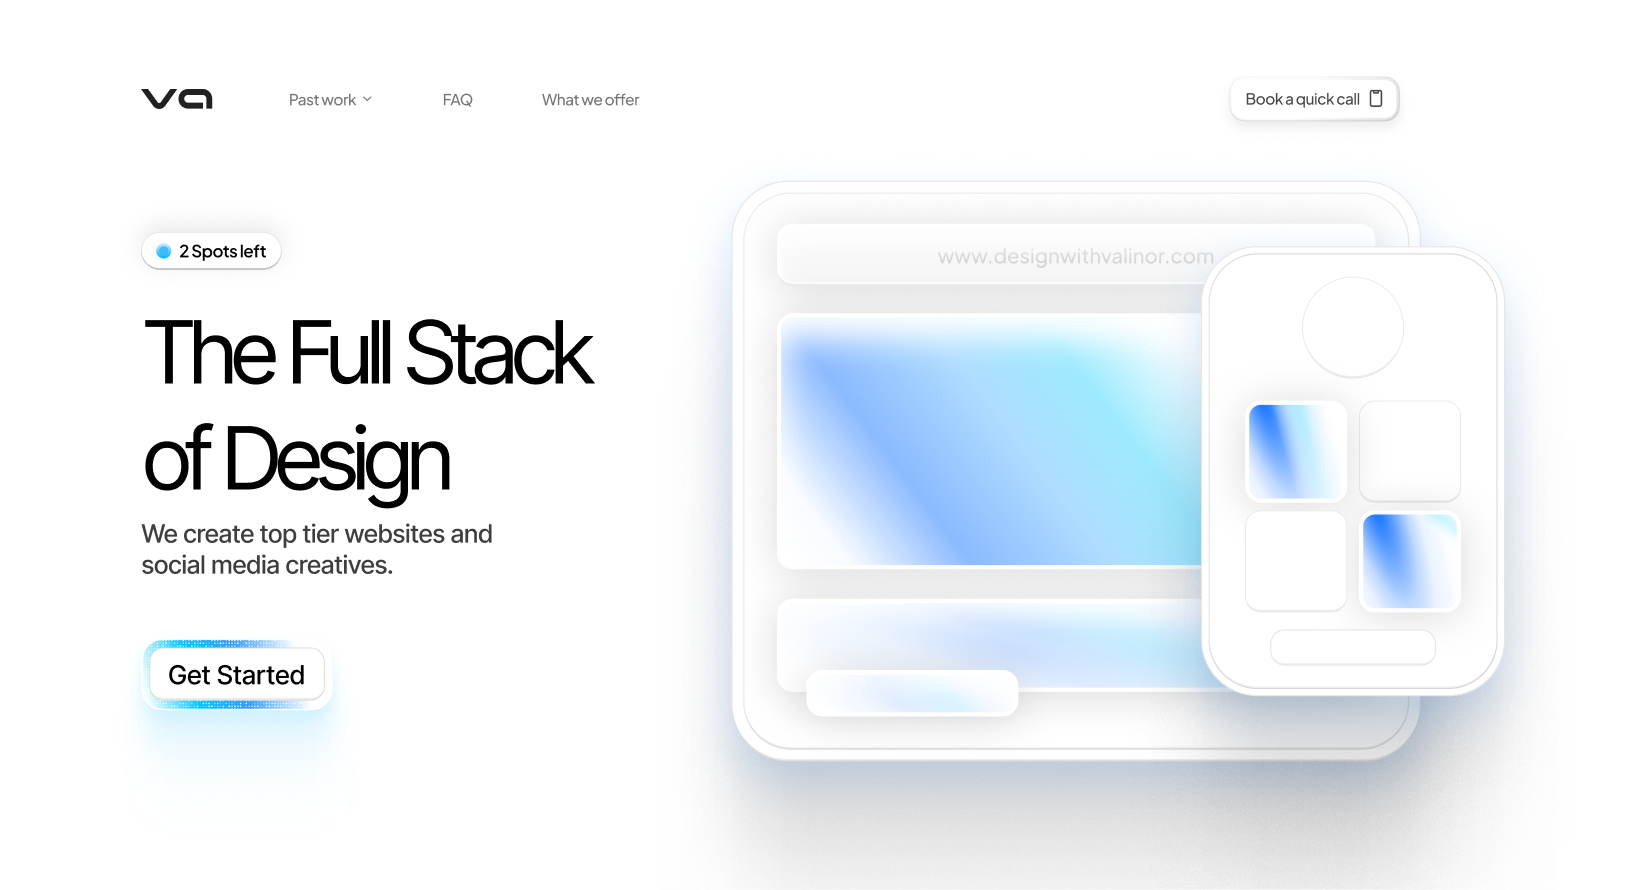 va
Past work
FAQ
What we offer
Book a quick call
2 Spots left
The Full Stack
of Design
We create top tier websites and
social media creatives.
Get Started
www.designwithvalinor.com